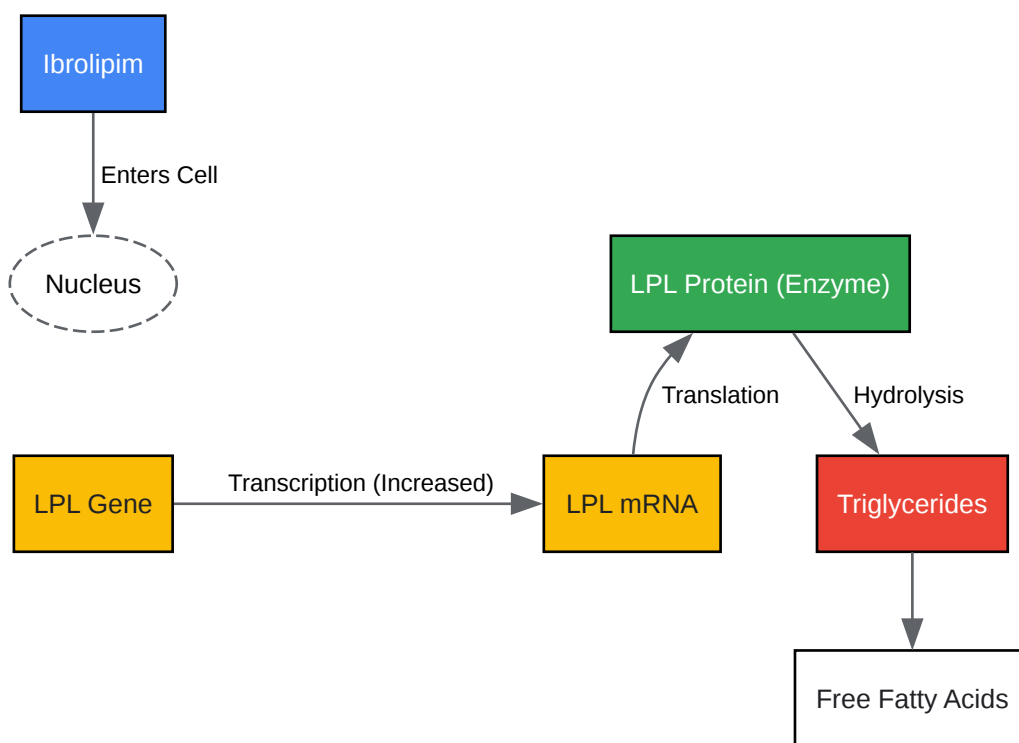 Ibrolipim
Enters Cell
Nucleus
LPL Protein (Enzyme)
Translation
Hydrolysis
LPL Gene
Transcription (Increased)
LPL mRNA
Triglycerides
Free Fatty Acids